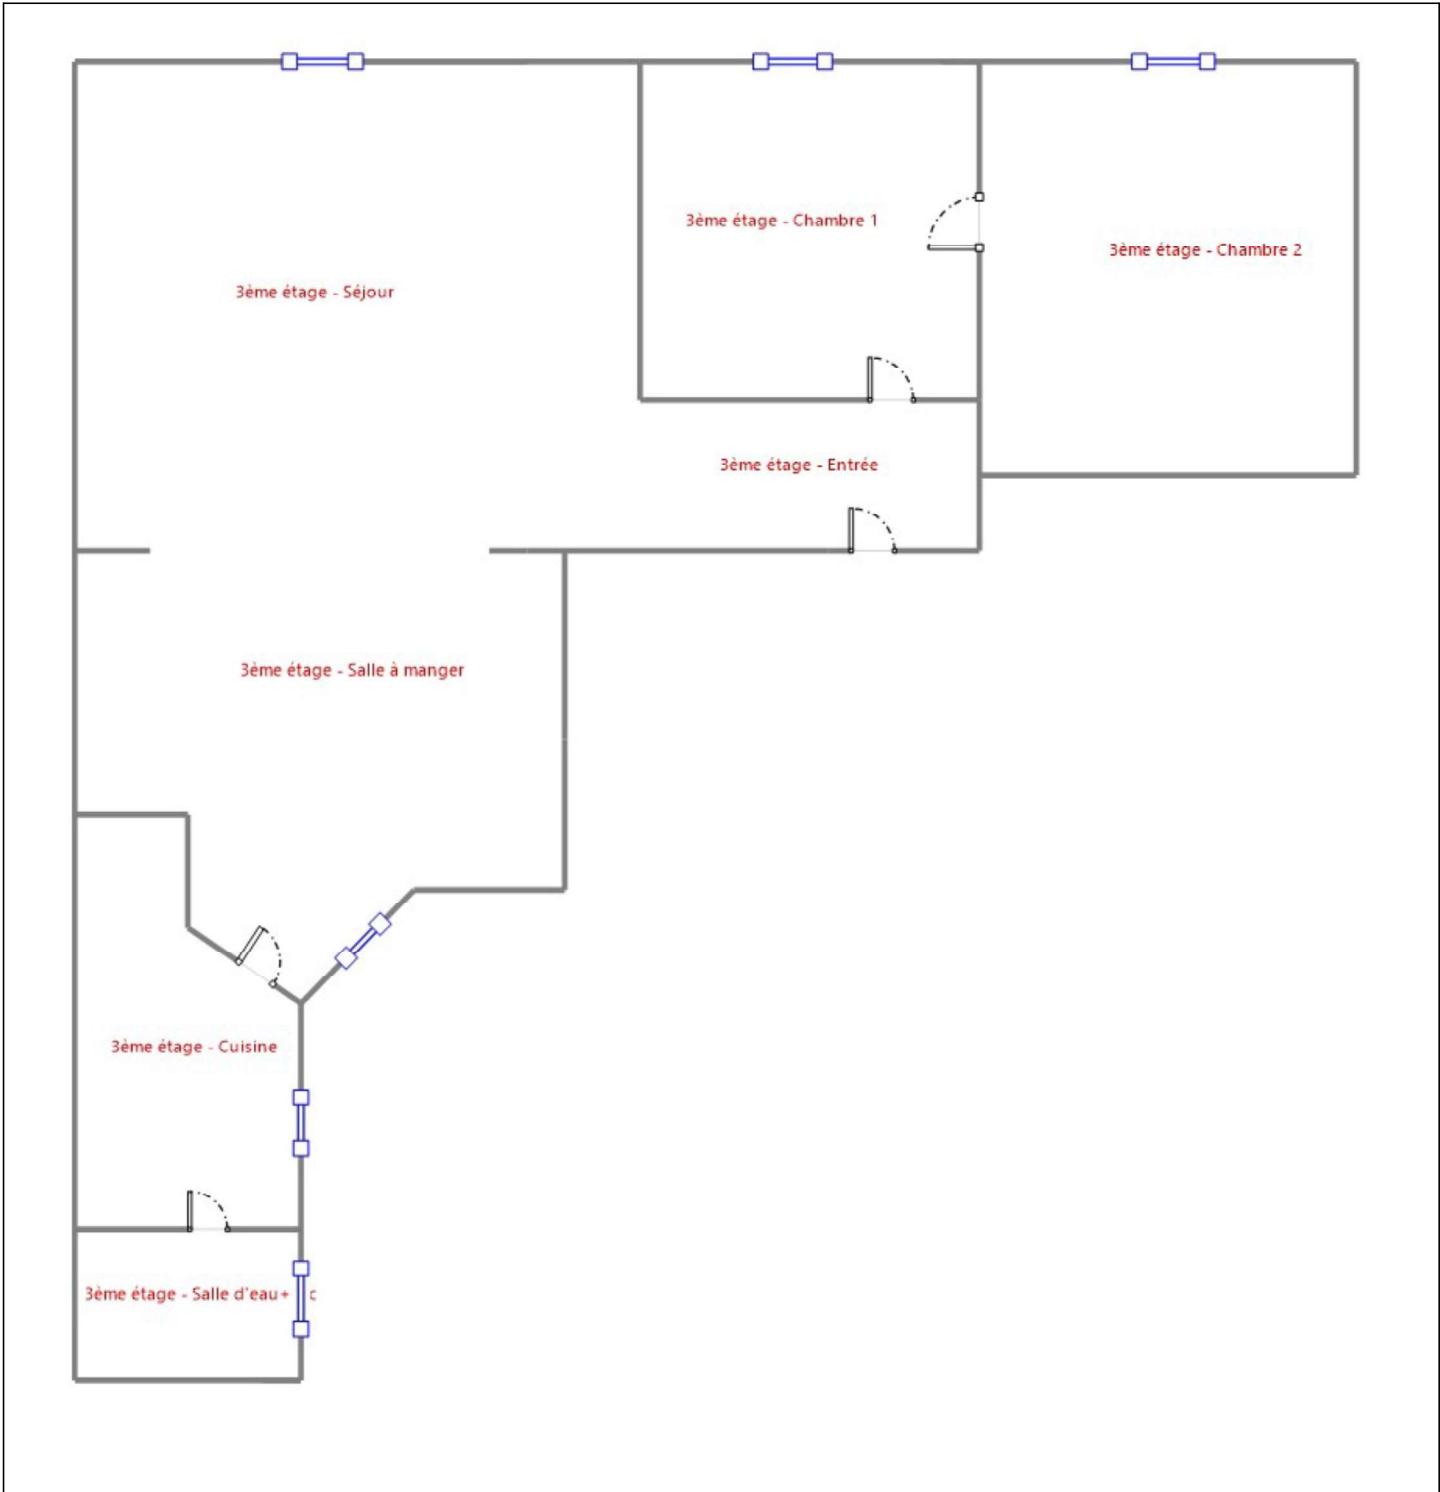 3ème étage - Chambre 1
3ème étage - Chambre 2
3ème étage - Séjour
3ème étage - Entrée
3ème étage - Salle à manger
3ème étage - Cuisine
3ème étage - Salle d'eau+ c